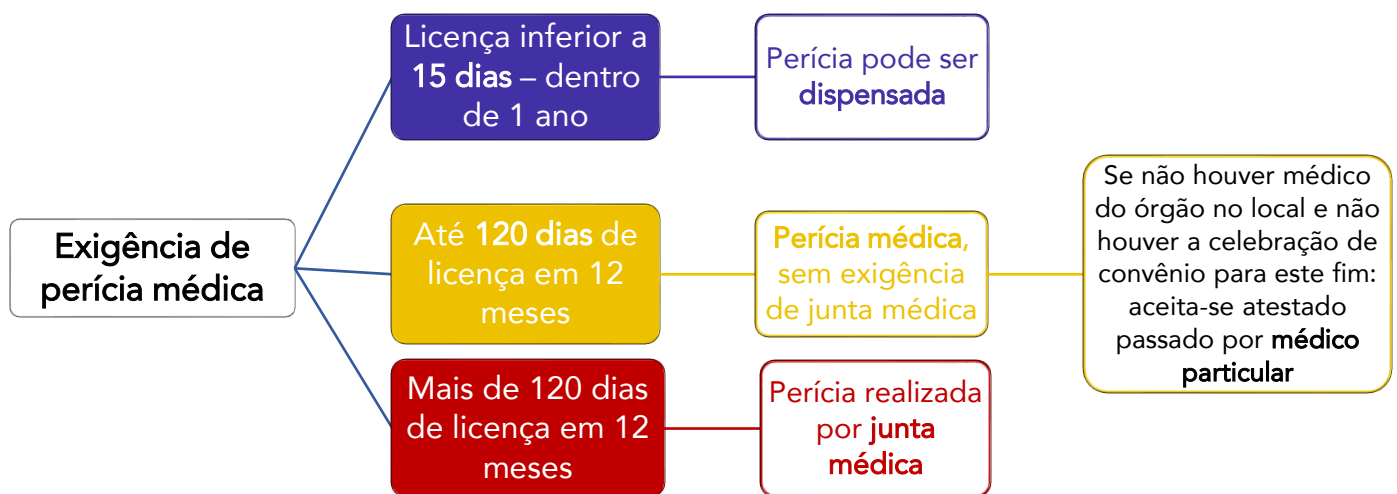 Exigência de
perícia médica
Licença inferior a
15 dias – dentro
de 1 ano
Perícia pode ser
dispensada
Até 120 dias de
licença em 12
meses
Perícia médica,
sem exigência
de junta médica
Se não houver médico
do órgão no local e não
houver a celebração de
convênio para este fim:
aceita-se atestado
passado por médico
particular
Mais de 120 dias
de licença em 12
meses
Perícia realizada
por junta
médica